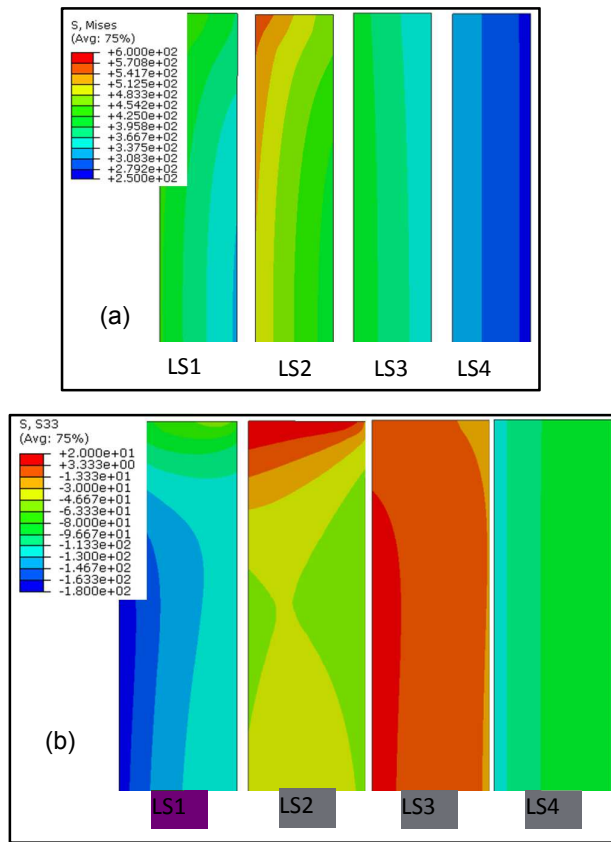 S, Mises
(Avg: 75%)
+6.000e+02
+5.708e+02
+5.417e+02
+5.125e+02
+4.833e+02
+4.542e+02
+4.250e+02
+3.958e+02
+3.667e+02
+3.375e+02
+3.083e+02
+2.792e+02
+2.500e+02
(a)
LS1 LS2 LS3 LS4
S, S33
(Avg: 75%)
+2.000e+01
+3.333e+00
-1.333e+01
-3.000e+01
-4.667e+01
-6.333e+01
-8.000e+01
-9.667e+01
-1.133e+02
-1.300e+02
-1.467e+02
-1.633e+02
-1.800e+02
(b)
LS1 LS2 LS3 LS4